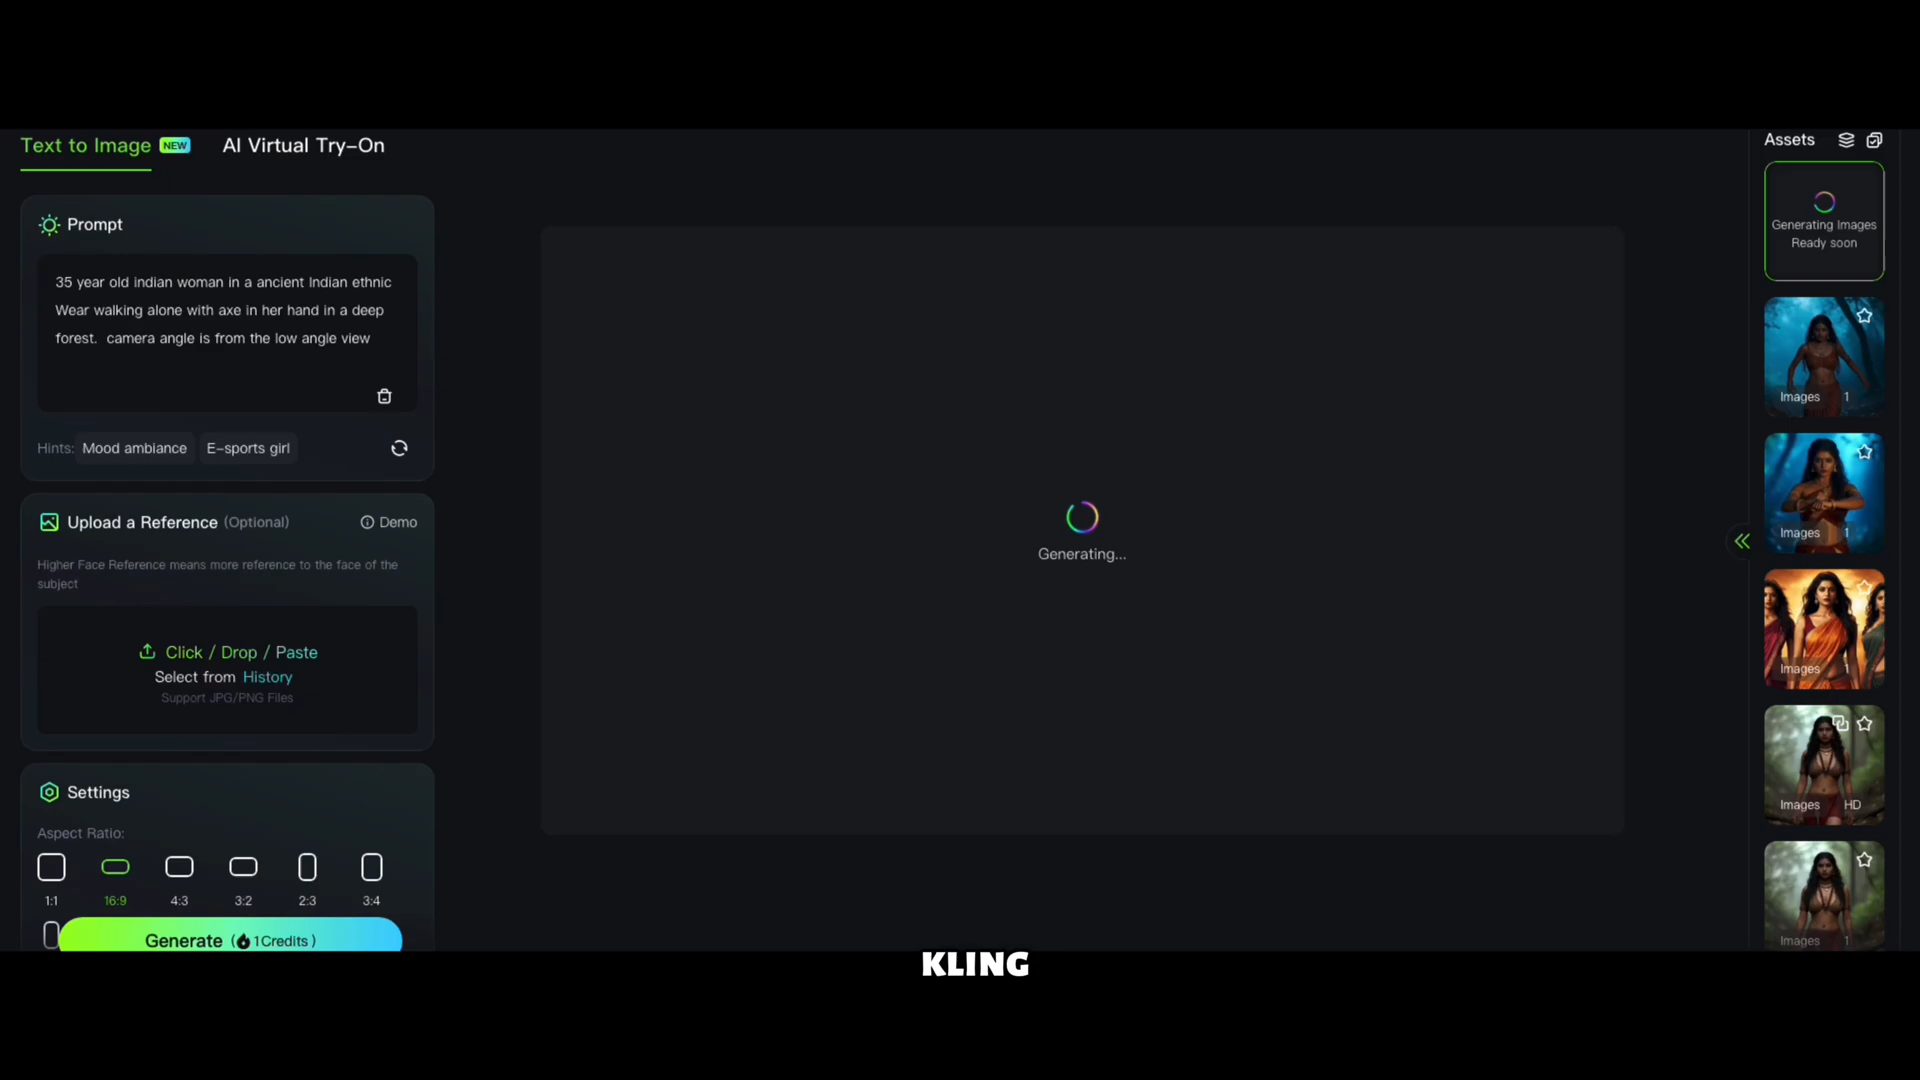 Text to Image NEW AI Virtual Try-On
Assets
Prompt
35 year old indian woman in a ancient Indian ethnic
Wear walking alone with axe in her hand in a deep
forest. camera angle is from the low angle view
Hints: Mood ambiance E-sports girl
Upload a Reference (Optional) Demo
Higher Face Reference means more reference to the face of the
subject
Click / Drop / Paste
Select from History
Support JPG/PNG Files
Settings
Aspect Ratio:
1:1 16:9 4:3 3:2 2:3 3:4
Generate ( 1Credits )
Generating...
Generating Images
Ready soon
Images 1
Images 1
Images 1
Images HD
Images 1
KLING